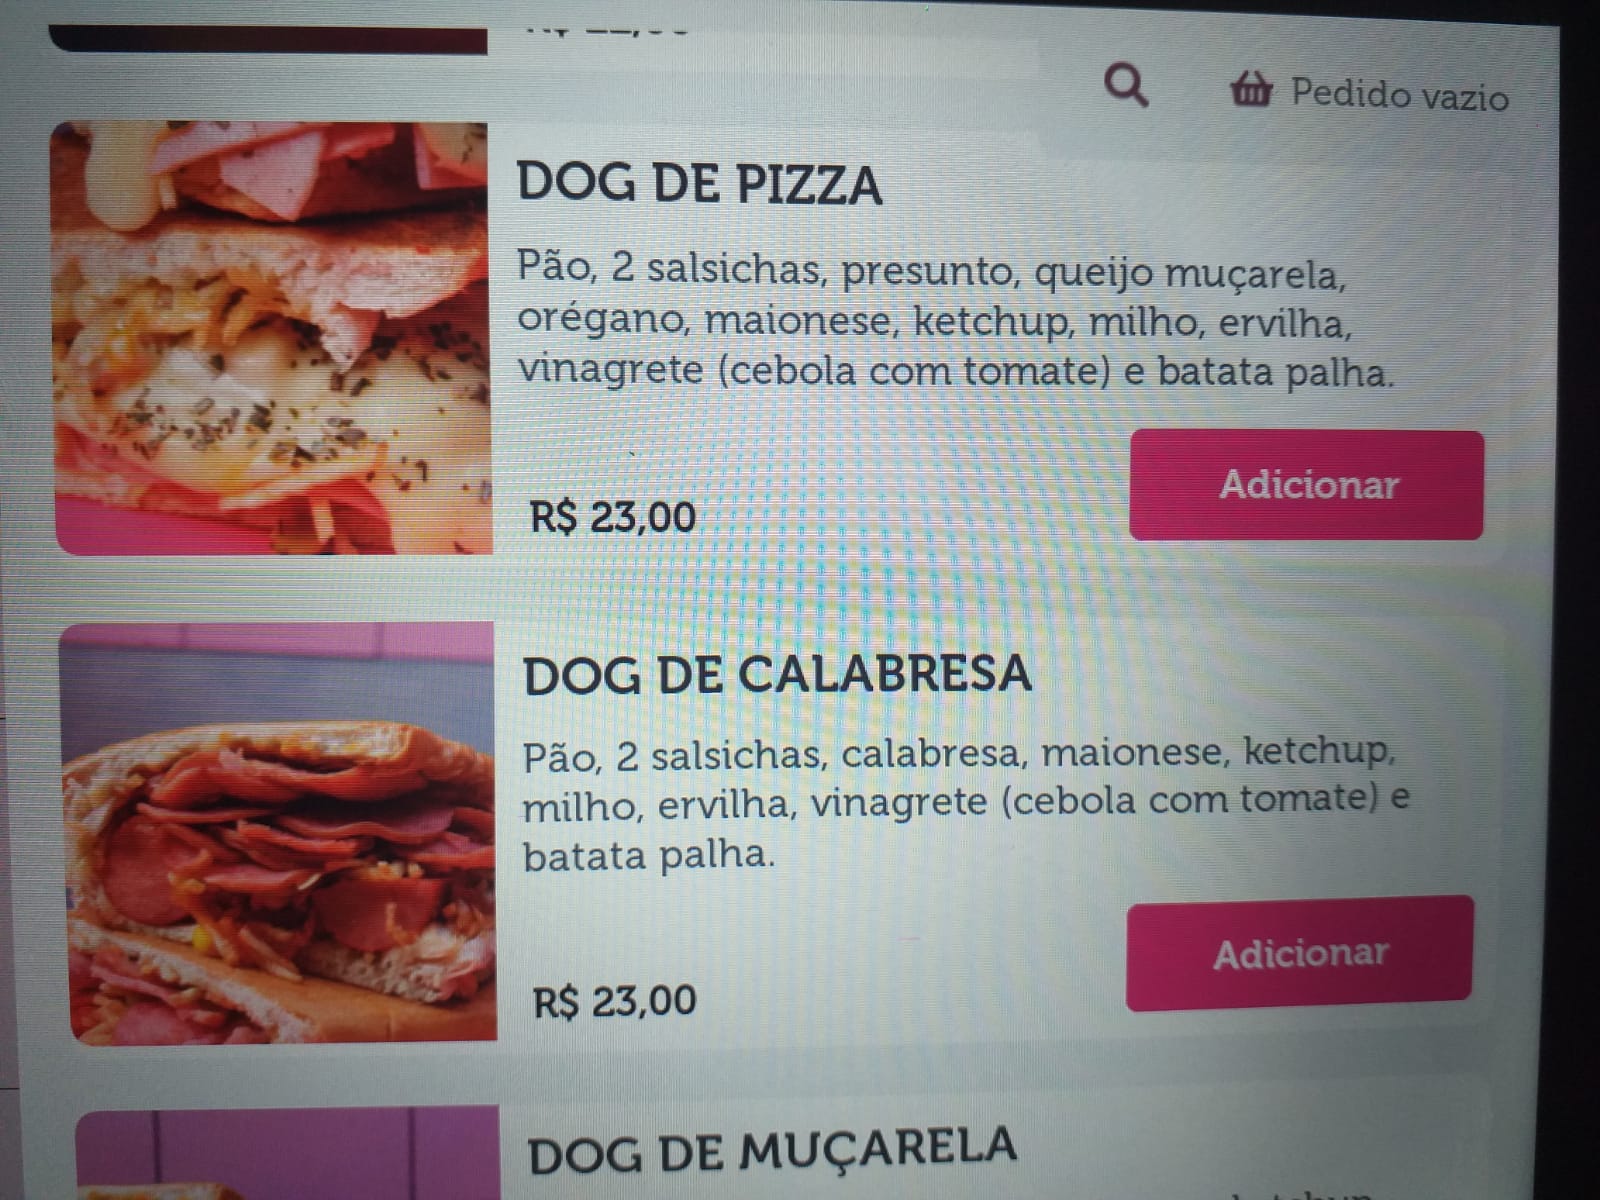 Pedido vazio
DOG DE PIZZA
Pão, 2 salsichas, presunto, queijo muçarela,
orégano, maionese, ketchup, milho, ervilha,
vinagrete (cebola com tomate) e batata palha.
R$ 23,00
Adicionar
DOG DE CALABRESA
Pão, 2 salsichas, calabresa, maionese, ketchup,
milho, ervilha, vinagrete (cebola com tomate) e
batata palha.
R$ 23,00
Adicionar
DOG DE MUÇARELA